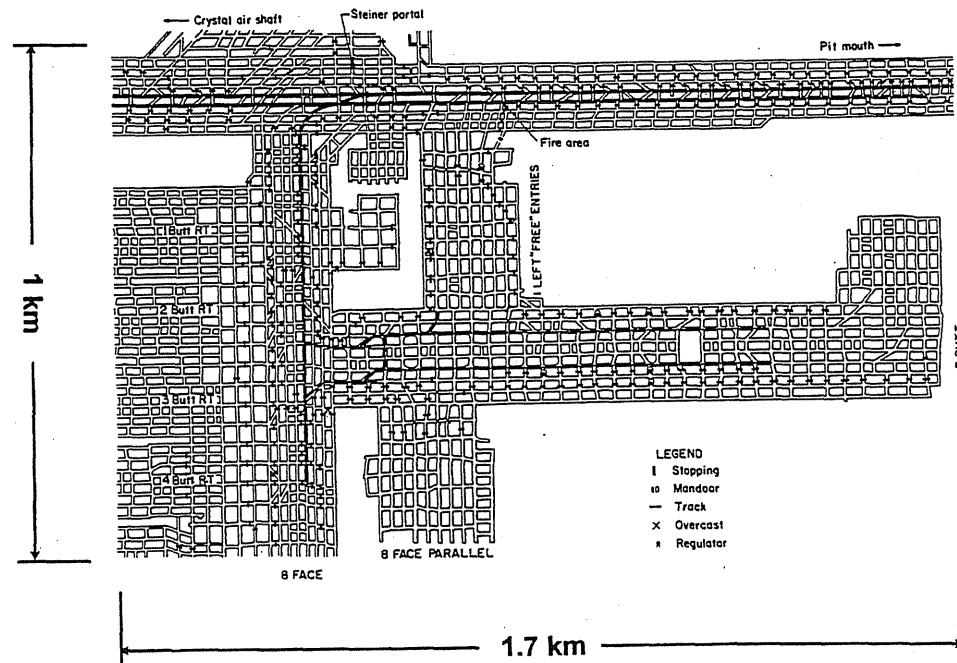 Crystal air shaft
Steiner portal
Pit mouth
Fire area
1 Butt RT
1 LEFT "FREE" ENTRIES
1 km
2 Butt RT
3 Butt RT
4 Butt RT
LEGEND
Stopping
Mandoor
Track
Overcast
Regulator
8 FACE PARALLEL
8 FACE
1.7 km